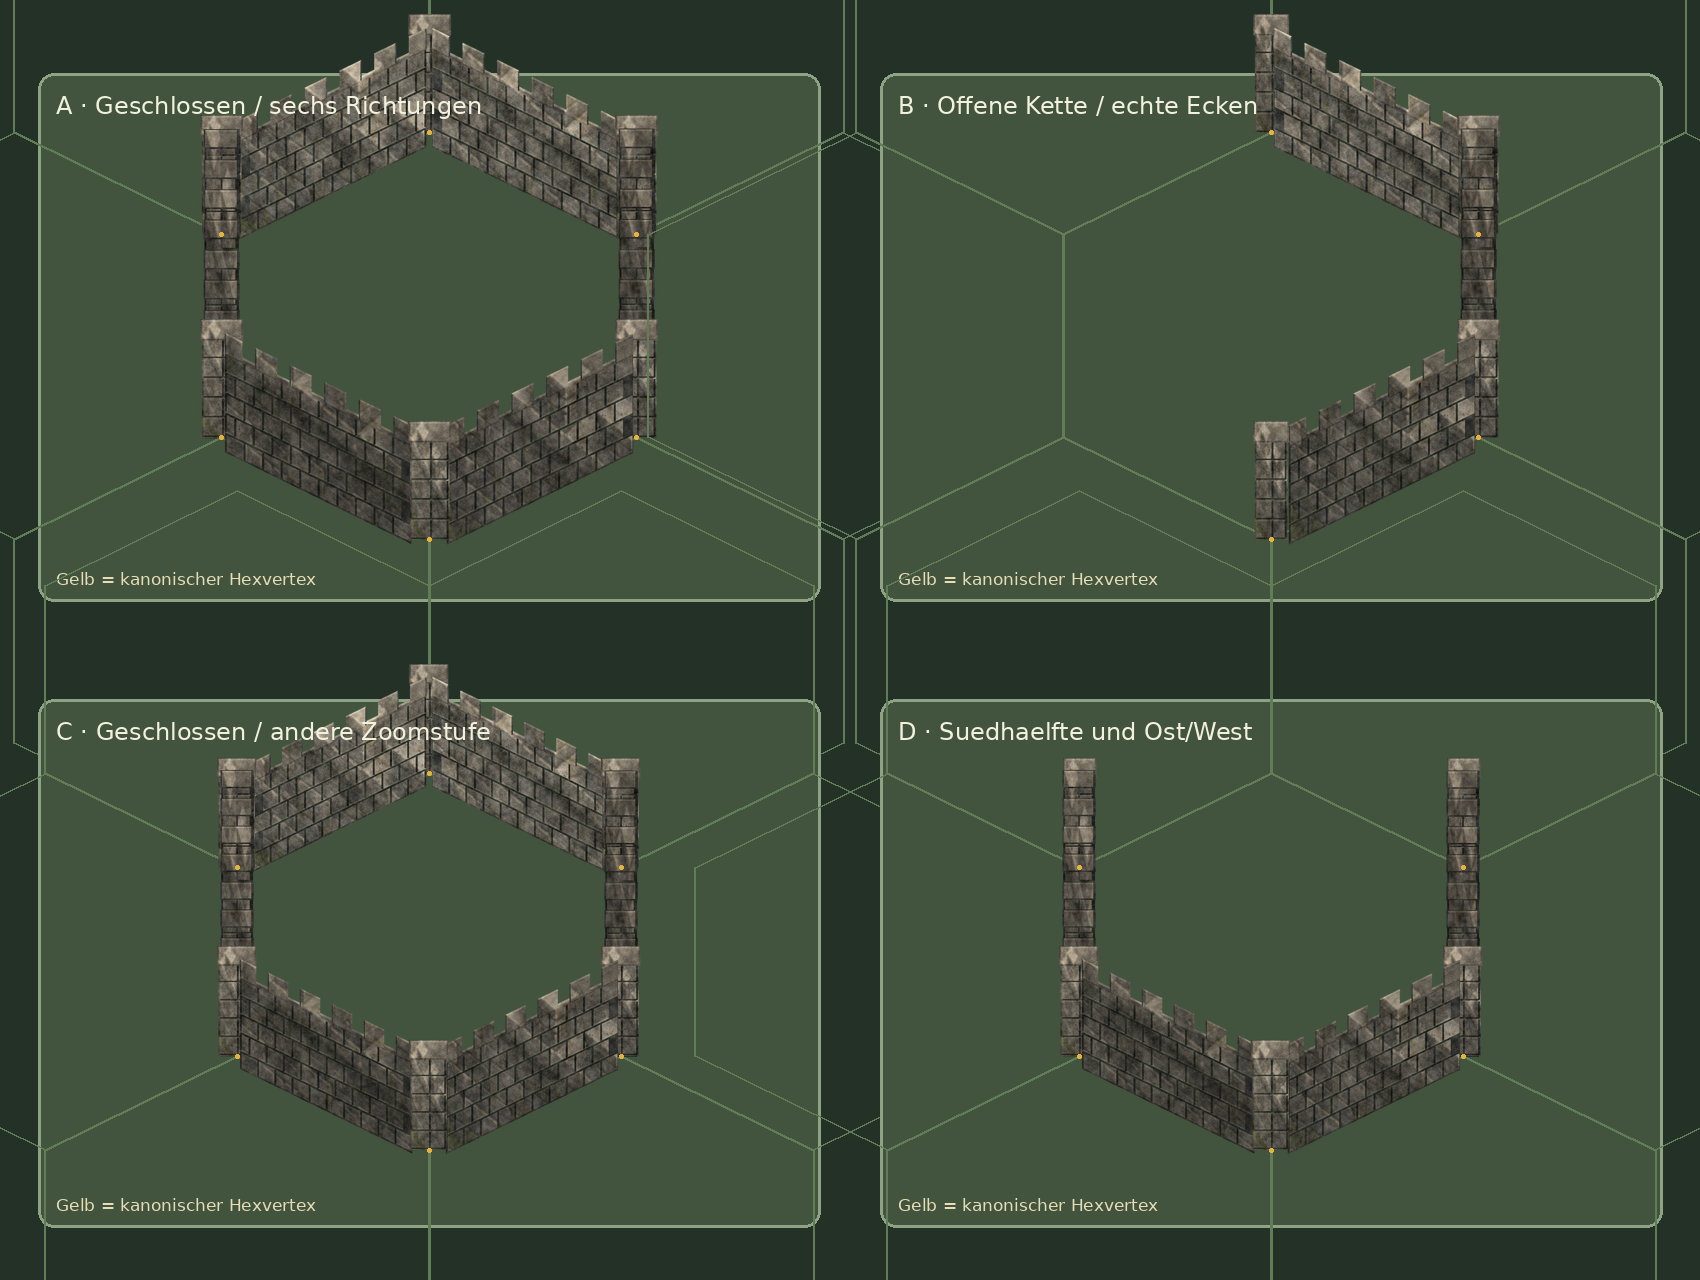 A · Geschlossen / sechs Richtungen
B · Offene Kette / echte Ecken
Gelb = kanonischer Hexvertex
Gelb = kanonischer Hexvertex
C · Geschlossen / andere Zoomstufe
D · Suedhaelfte und Ost/West
Gelb = kanonischer Hexvertex
Gelb = kanonischer Hexvertex